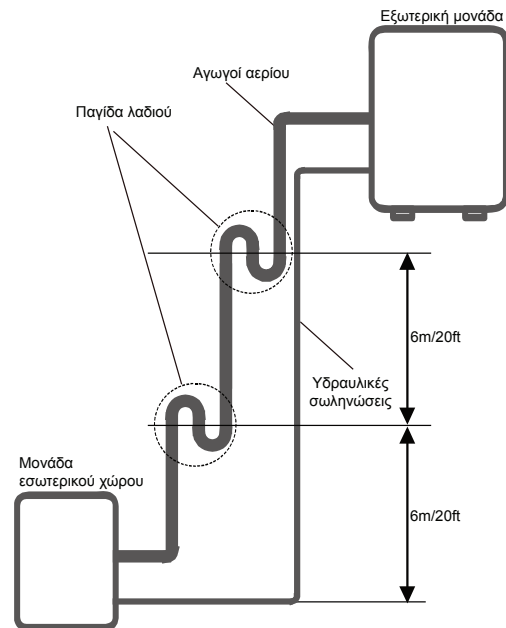 Εξωτερική μονάδα
Αγωγοί αερίου
Παγίδα λαδιού
6m/20ft
Υδραυλικές
σωληνώσεις
Μονάδα
εσωτερικού χώρου
6m/20ft